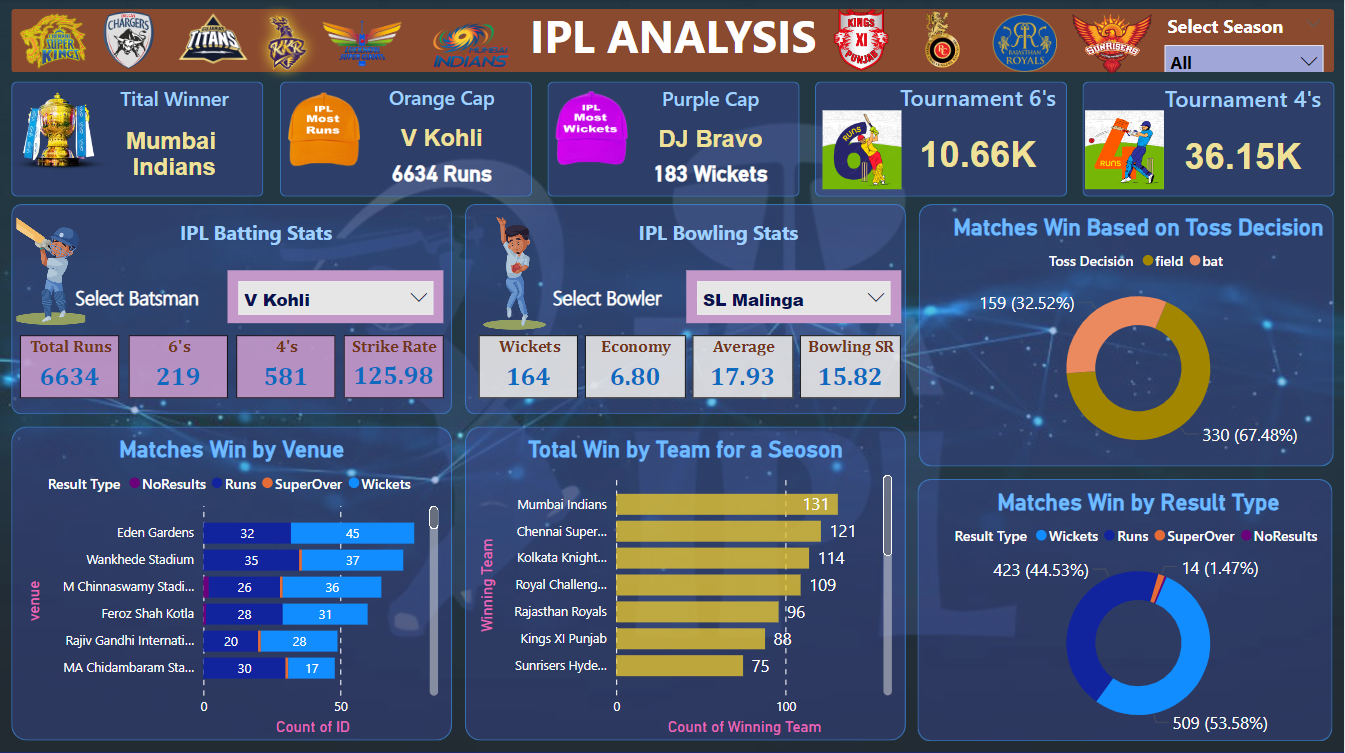 CHENNAI
SUPER
KINGS
CHARGERS
TITANS
KKR
MUMBAI
INDIANS
IPL ANALYSIS
KINGS
XI
PUNJAB
RC
RR
RAJASTHAN
ROYALS
SUNRISERS
Select Season
All
Tital Winner
Mumbai
Indians
IPL
Most
Runs
Orange Cap
V Kohli
6634 Runs
IPL
Most
Wickets
Purple Cap
DJ Bravo
183 Wickets
RUNS
6
Tournament 6's
10.66K
4
RUNS
Tournament 4's
36.15K
IPL Batting Stats
Select Batsman
V Kohli
Total Runs
6634
6's
219
4's
581
Strike Rate
125.98
IPL Bowling Stats
Select Bowler
SL Malinga
Wickets
164
Economy
6.80
Average
17.93
Bowling SR
15.82
Matches Win Based on Toss Decision
Toss Decision field bat
159 (32.52%)
330 (67.48%)
Matches Win by Venue
Result Type NoResults Runs SuperOver Wickets
venue
Eden Gardens 32 45
Wankhede Stadium 35 37
M Chinnaswamy Stadi... 26 36
Feroz Shah Kotla 28 31
Rajiv Gandhi Internati... 20 28
MA Chidambaram Sta... 30 17
0 50
Count of ID
Total Win by Team for a Seoson
Winning Team
Mumbai Indians 131
Chennai Super... 121
Kolkata Knight... 114
Royal Challeng... 109
Rajasthan Royals 96
Kings XI Punjab 88
Sunrisers Hyde... 75
0 100
Count of Winning Team
Matches Win by Result Type
Result Type Wickets Runs SuperOver NoResults
423 (44.53%)
14 (1.47%)
509 (53.58%)
IPL